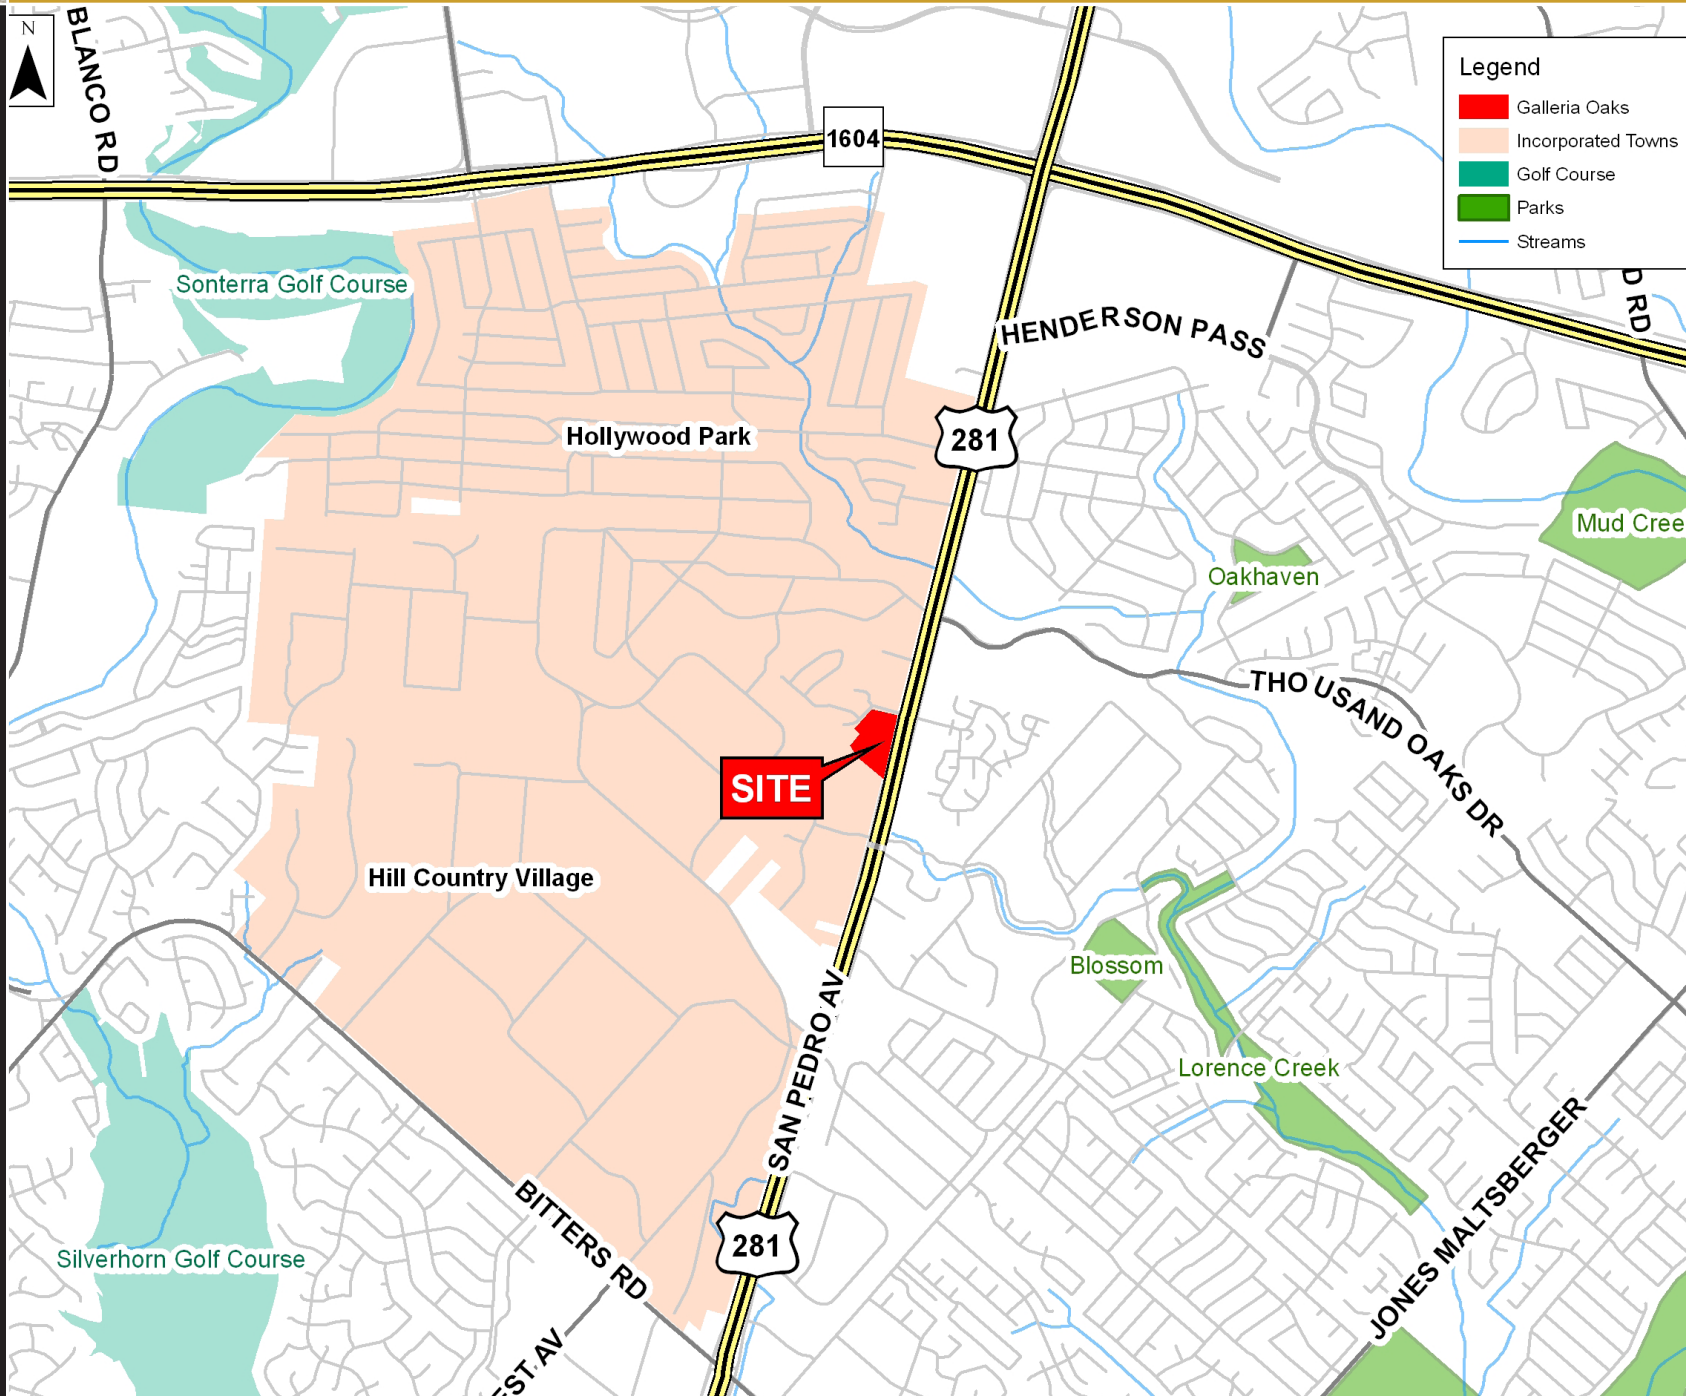 N
BLANCO RD
1604
Legend
Galleria Oaks
Incorporated Towns
Golf Course
Parks
Streams
D RD
Sonterra Golf Course
HENDERSON PASS
Hollywood Park
281
Mud Cree
Oakhaven
THOUSAND OAKS DR
SITE
Hill Country Village
Blossom
SAN PEDRO AV
Lorence Creek
BITTERS RD
281
Silverhorn Golf Course
JONES MALTSBERGER
EST AV